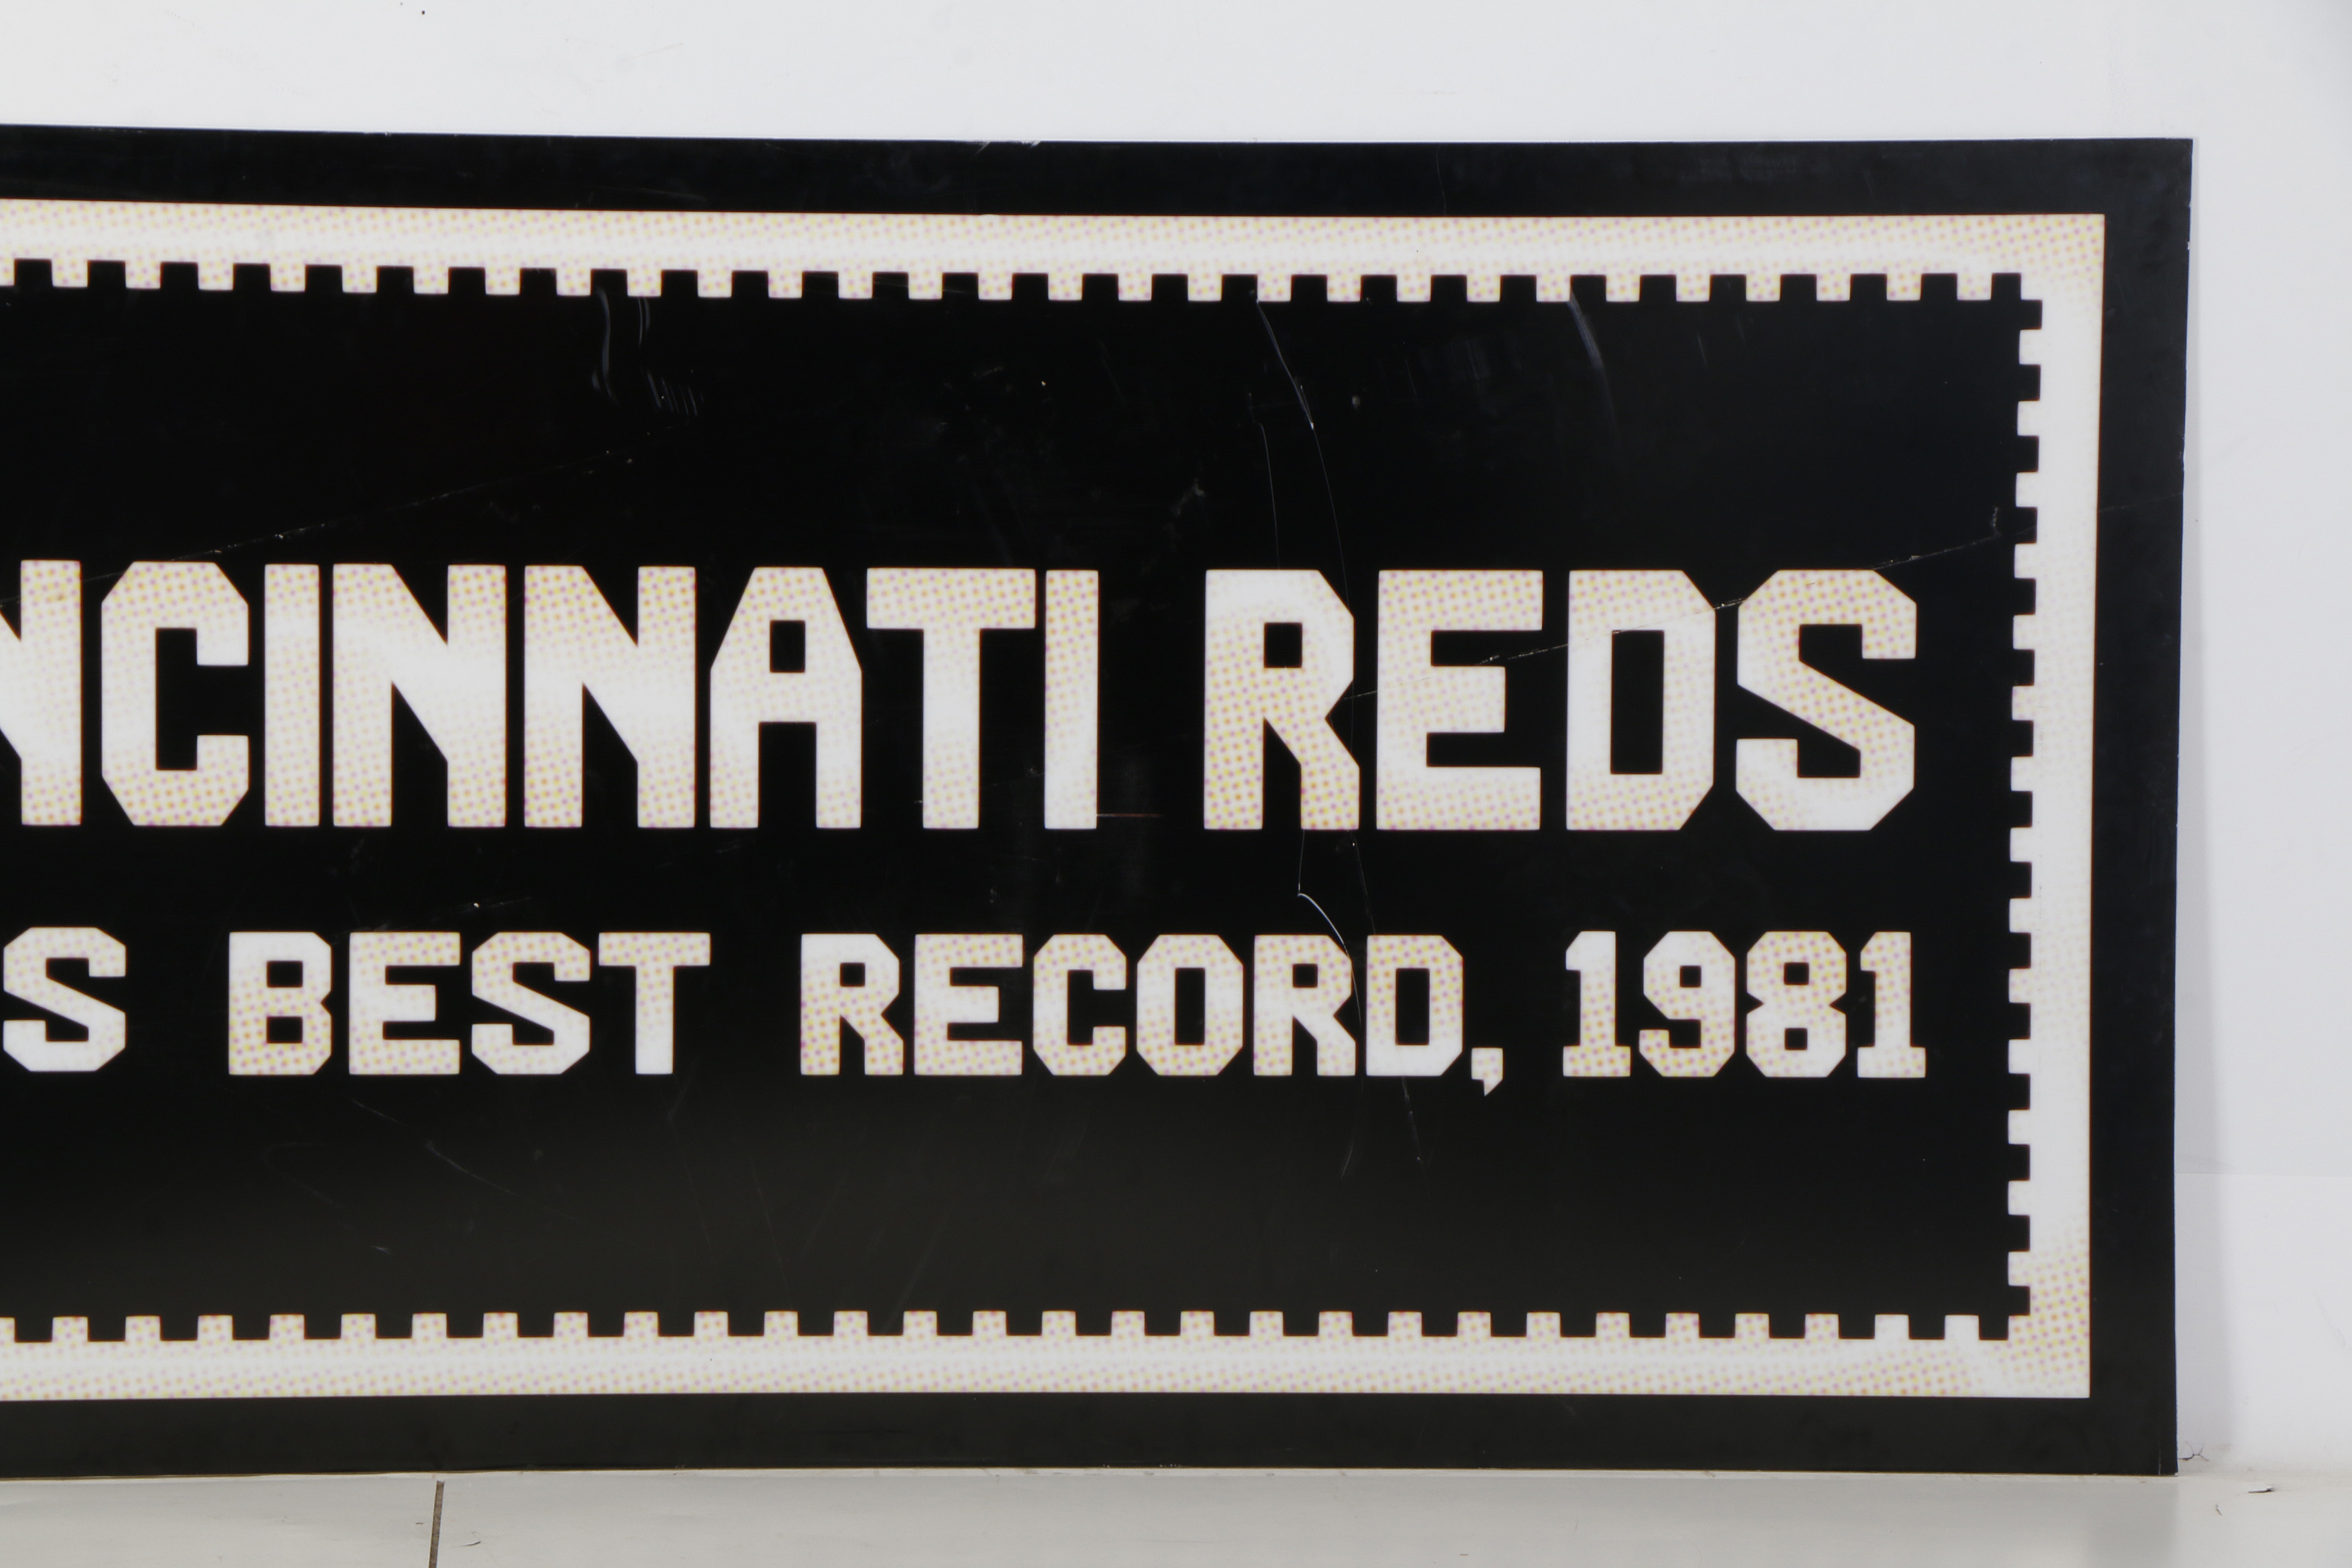 NCINNATI REDS
S BEST RECORD, 1981